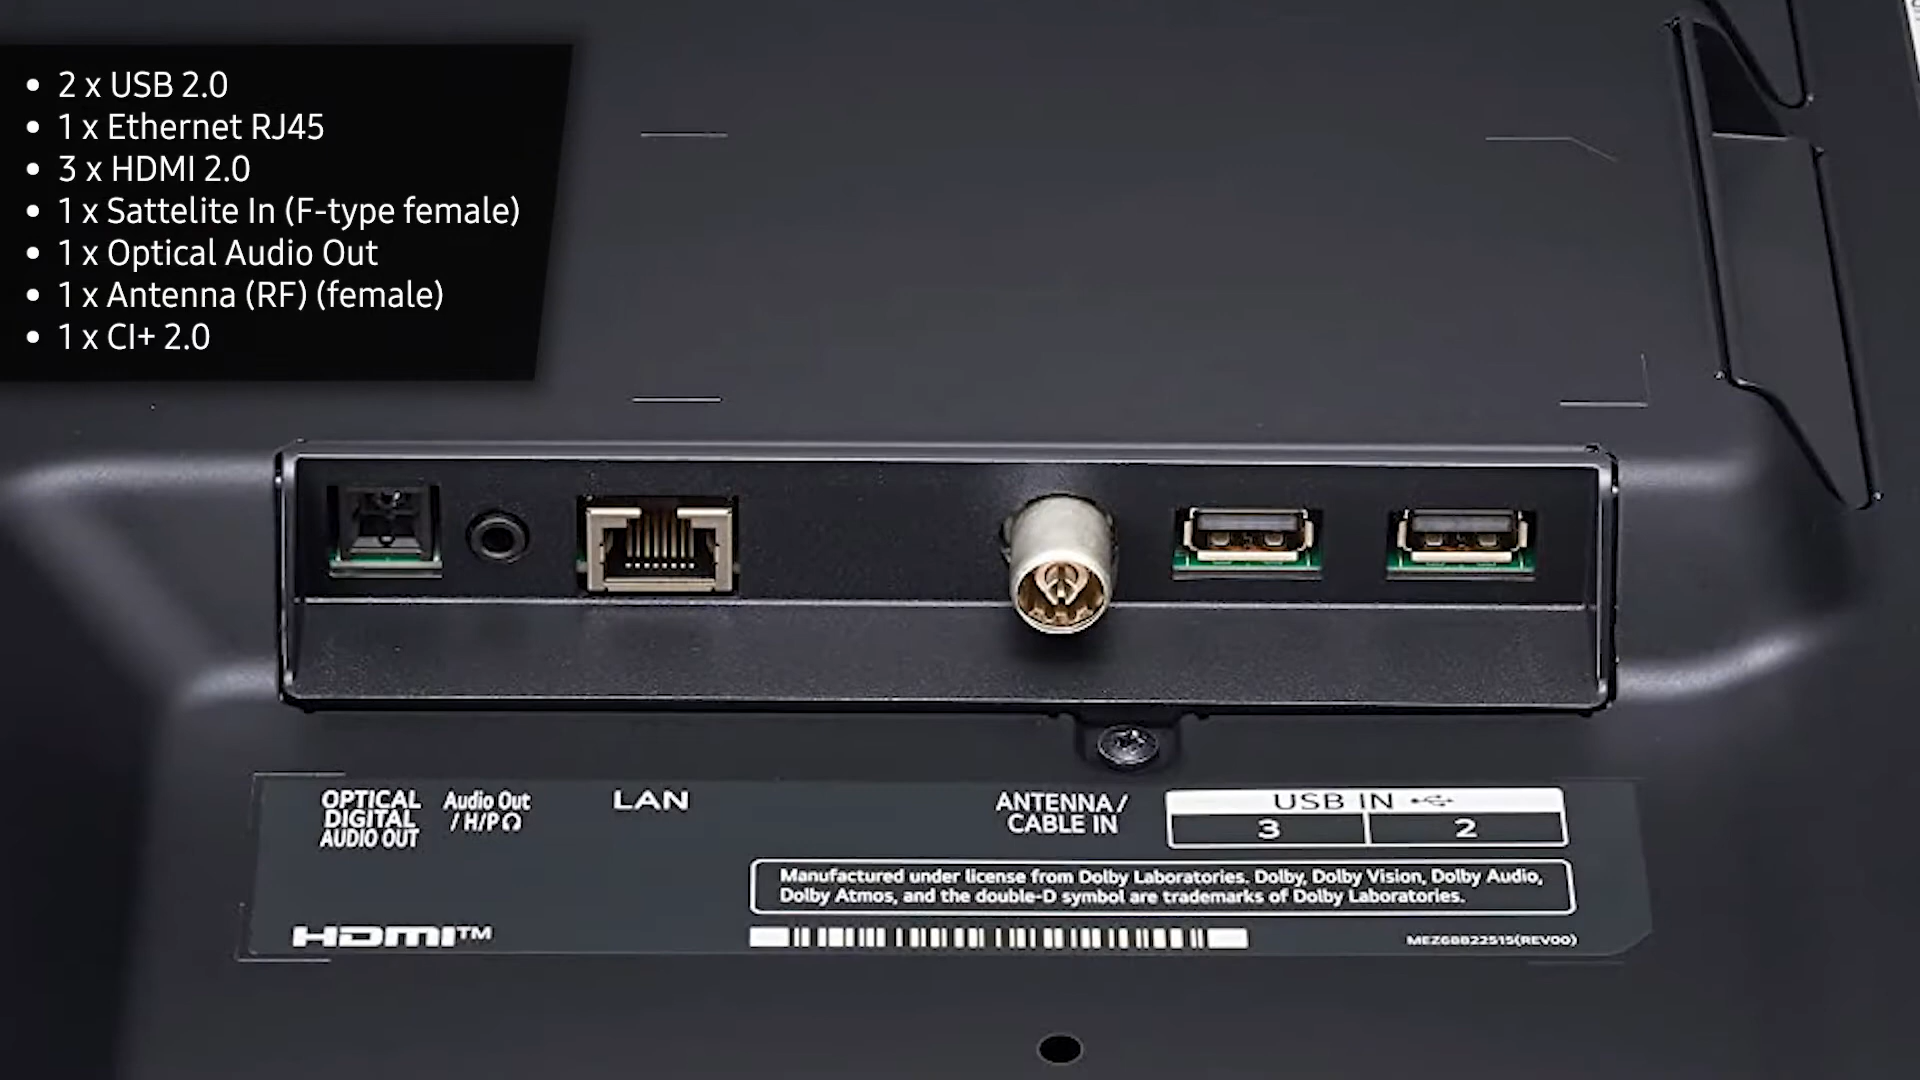 • 2 x USB 2.0
• 1 x Ethernet RJ45
• 3 x HDMI 2.0
• 1 x Sattelite In (F-type female)
• 1 x Optical Audio Out
• 1 x Antenna (RF) (female)
• 1 x CI+ 2.0
OPTICAL
DIGITAL
AUDIO OUT
Audio Out
/ H/P
LAN
ANTENNA /
CABLE IN
USB IN
3
2
Manufactured under license from Dolby Laboratories. Dolby, Dolby Vision, Dolby Audio,
Dolby Atmos, and the double-D symbol are trademarks of Dolby Laboratories.
HDMI™
MEZ68822515(REV00)